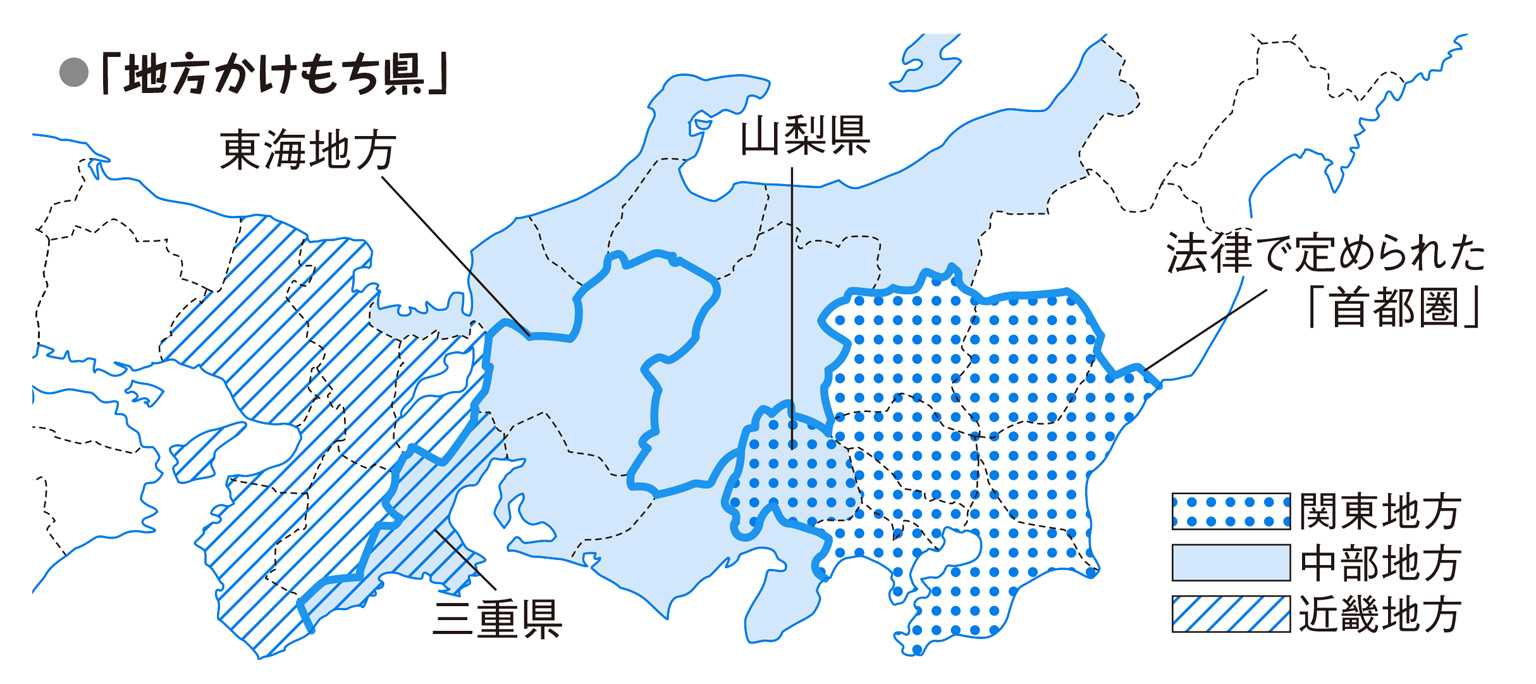 ●「地方かけもち県」
東海地方
山梨県
法律で定められた
「首都圏」
三重県
関東地方
中部地方
近畿地方